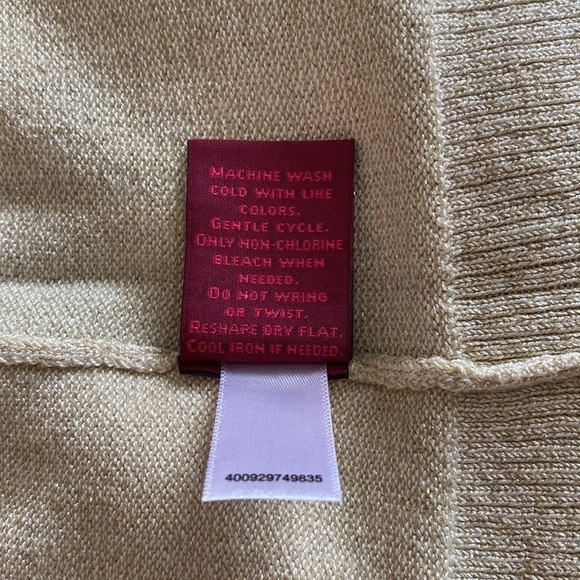 MACHINE WASH
COLD WITH LIKE
COLORS.
GENTLE CYCLE.
ONLY NON-CHLORINE
BLEACH WHEN
NEEDED.
DO NOT WRING
OR TWIST.
RESHAPE DRY FLAT.
COOL IRON IF NEEDED.
400929749835